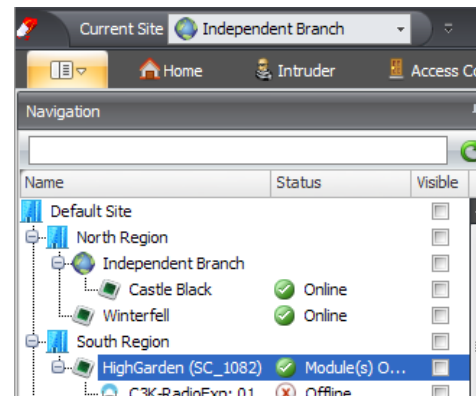 Current Site Independent Branch
Home Intruder Access Co
Navigation
Name Status Visible
Default Site
North Region
Independent Branch
Castle Black Online
Winterfell Online
South Region
HighGarden (SC_1082) Module(s) O...
C3K-RadioExp: 01 Offline